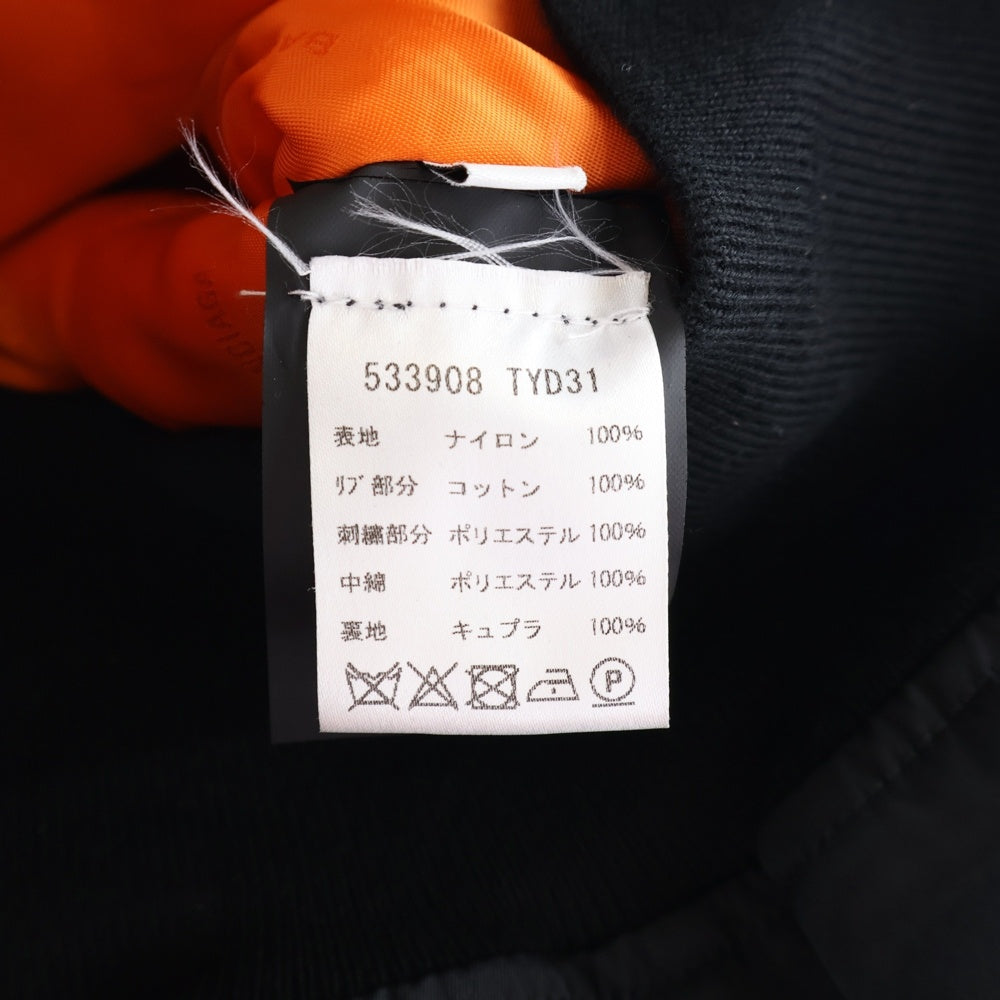 533908 TYD31
表地 ナイロン 100%
リブ部分 コットン 100%
刺繍部分 ポリエステル 100%
中綿 ポリエステル 100%
裏地 キュプラ 100%
P